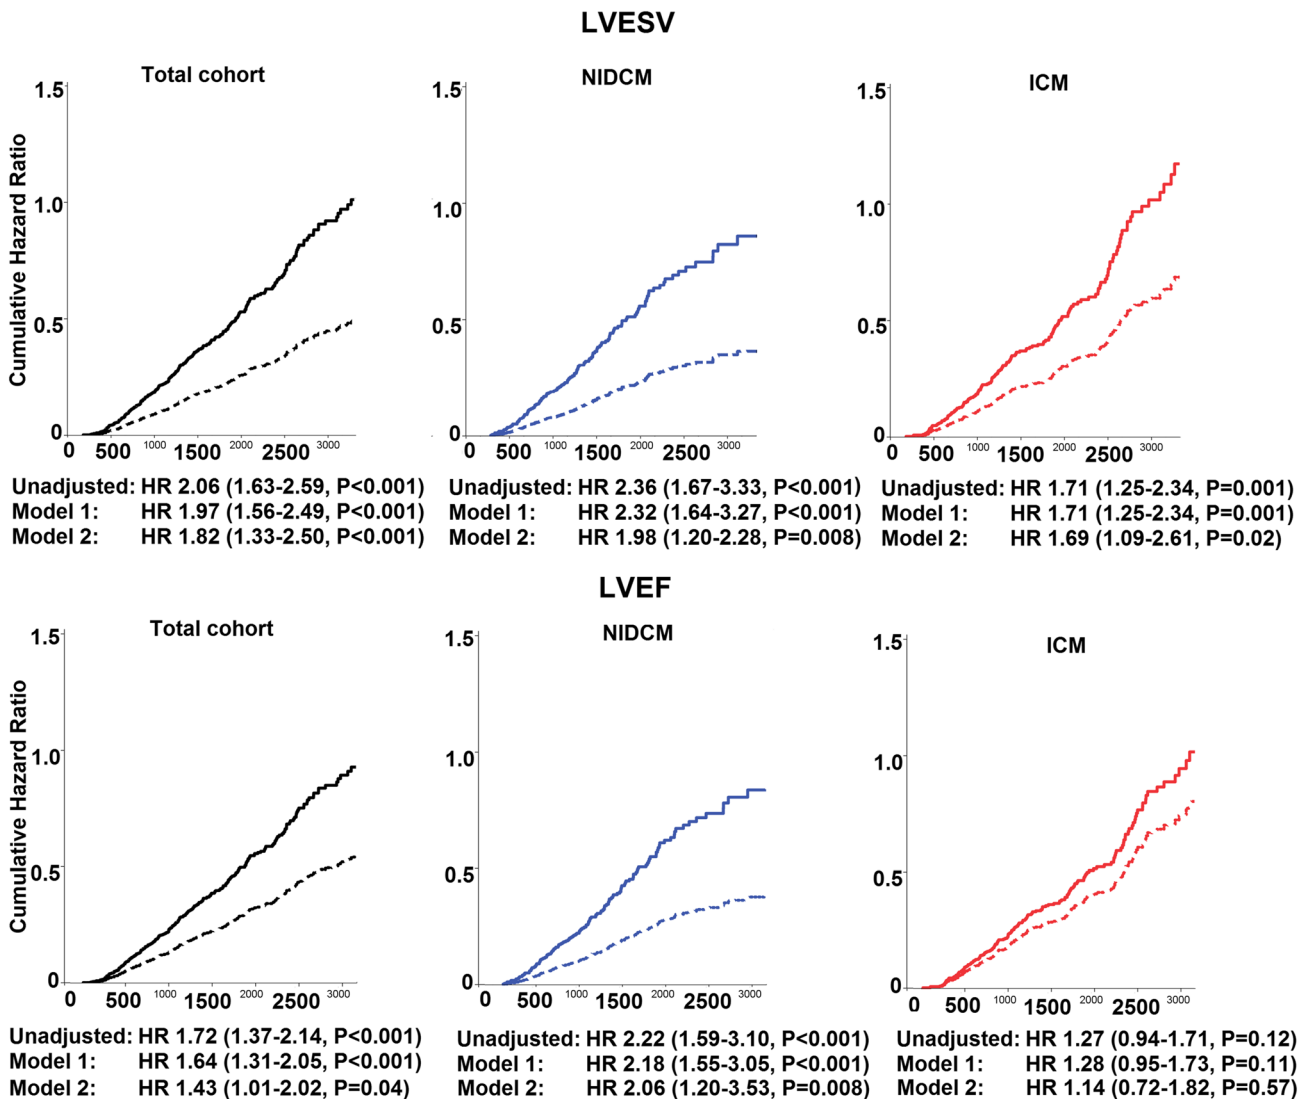 LVESV
Total cohort
NIDCM
ICM
Cumulative Hazard Ratio
1.5
1.0
0.5
0
0 500 1000 1500 2000 2500 3000
1.5
1.0
0.5
0
0 500 1000 1500 2000 2500 3000
1.5
1.0
0.5
0
0 500 1000 1500 2000 2500 3000
Unadjusted: HR 2.06 (1.63-2.59, P<0.001)
Model 1: HR 1.97 (1.56-2.49, P<0.001)
Model 2: HR 1.82 (1.33-2.50, P<0.001)
Unadjusted: HR 2.36 (1.67-3.33, P<0.001)
Model 1: HR 2.32 (1.64-3.27, P<0.001)
Model 2: HR 1.98 (1.20-2.28, P=0.008)
Unadjusted: HR 1.71 (1.25-2.34, P=0.001)
Model 1: HR 1.71 (1.25-2.34, P=0.001)
Model 2: HR 1.69 (1.09-2.61, P=0.02)
LVEF
Total cohort
NIDCM
ICM
Cumulative Hazard Ratio
1.5
1.0
0.5
0
0 500 1000 1500 2000 2500 3000
1.5
1.0
0.5
0
0 500 1000 1500 2000 2500 3000
1.5
1.0
0.5
0
0 500 1000 1500 2000 2500 3000
Unadjusted: HR 1.72 (1.37-2.14, P<0.001)
Model 1: HR 1.64 (1.31-2.05, P<0.001)
Model 2: HR 1.43 (1.01-2.02, P=0.04)
Unadjusted: HR 2.22 (1.59-3.10, P<0.001)
Model 1: HR 2.18 (1.55-3.05, P<0.001)
Model 2: HR 2.06 (1.20-3.53, P=0.008)
Unadjusted: HR 1.27 (0.94-1.71, P=0.12)
Model 1: HR 1.28 (0.95-1.73, P=0.11)
Model 2: HR 1.14 (0.72-1.82, P=0.57)